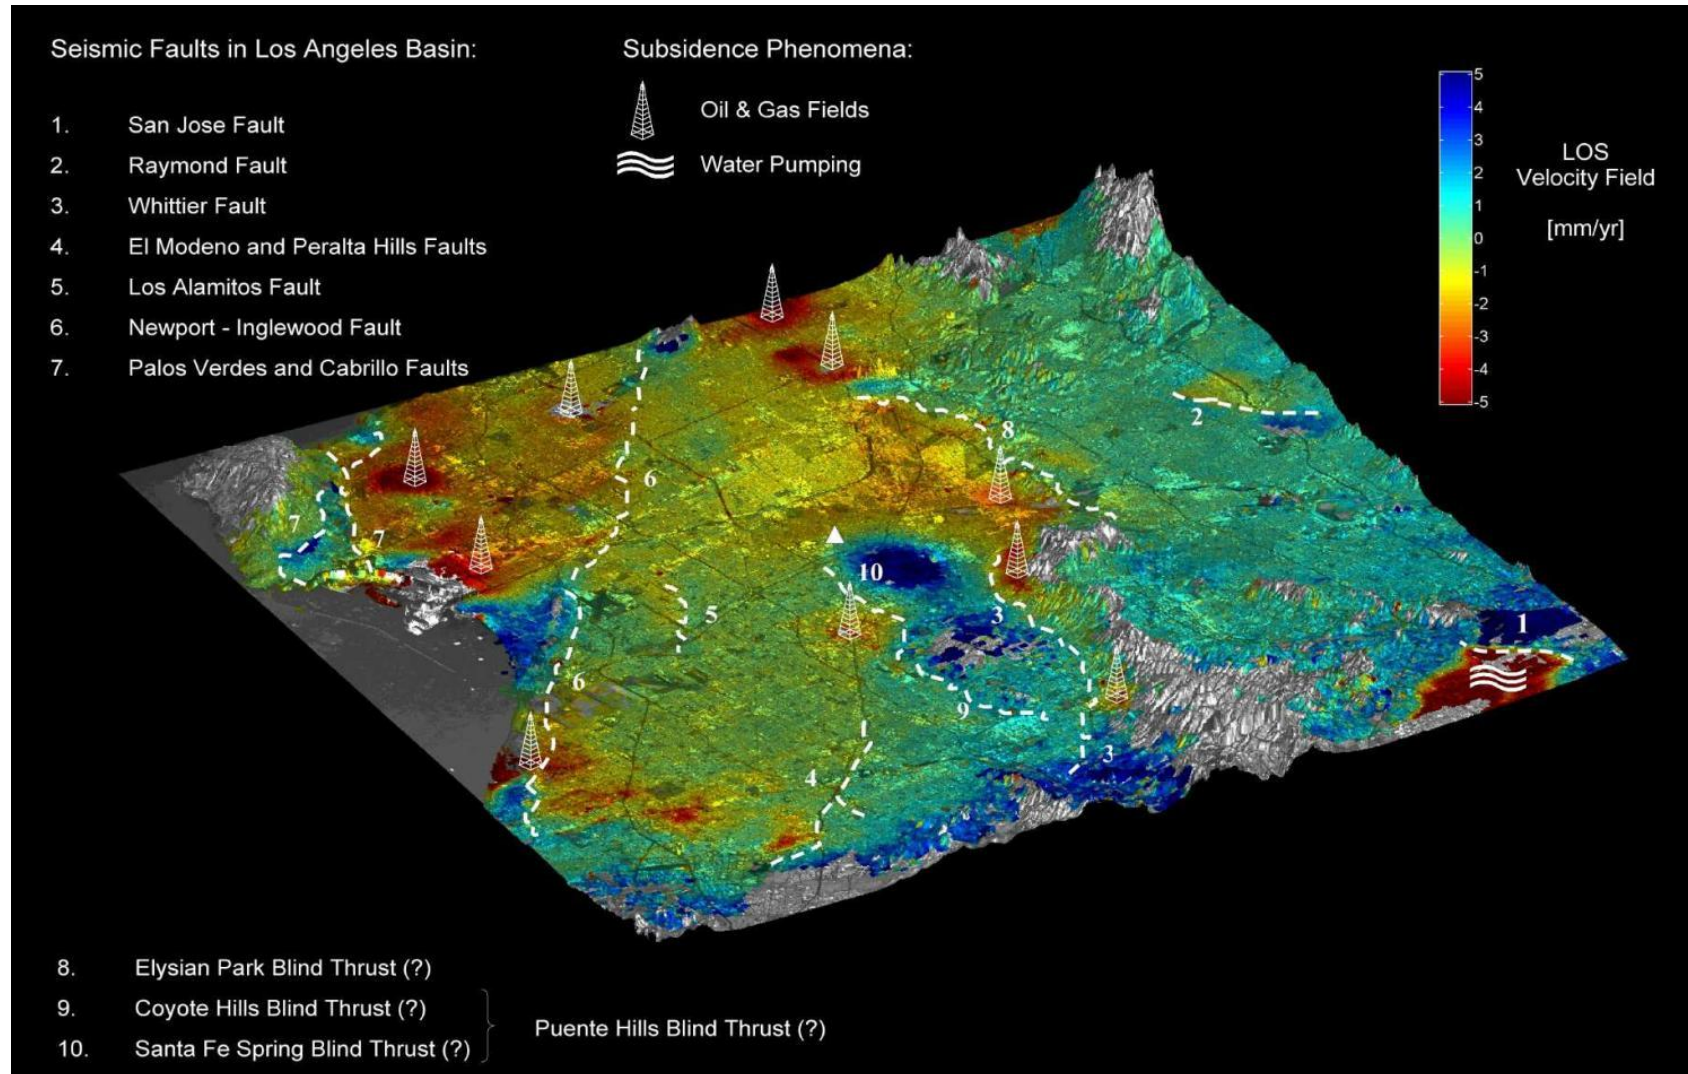 Seismic Faults in Los Angeles Basin:
1. San Jose Fault
2. Raymond Fault
3. Whittier Fault
4. El Modeno and Peralta Hills Faults
5. Los Alamitos Fault
6. Newport - Inglewood Fault
7. Palos Verdes and Cabrillo Faults
Subsidence Phenomena:
Oil & Gas Fields
Water Pumping
5
4
3
2
1
0
-1
-2
-3
-4
-5
LOS
Velocity Field
[mm/yr]
2
8
6
7
7
10
5
3
1
6
9
3
4
8. Elysian Park Blind Thrust (?)
9. Coyote Hills Blind Thrust (?)
10. Santa Fe Spring Blind Thrust (?)
Puente Hills Blind Thrust (?)